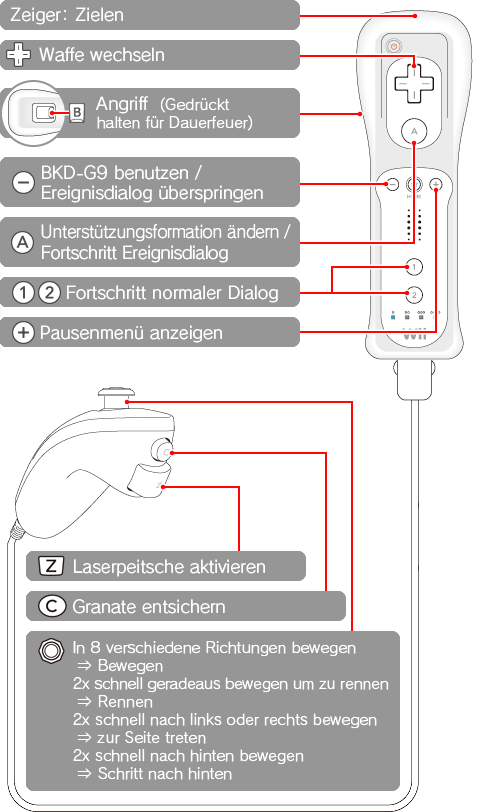 Zeiger: Zielen
Waffe wechseln
B Angriff (Gedrückt
halten für Dauerfeuer)
BKD-G9 benutzen /
Ereignisdialog überspringen
A Unterstützungsformation ändern /
Fortschritt Ereignisdialog
1 2 Fortschritt normaler Dialog
Pausenmenü anzeigen
A
HOME
1
2
Wii
C
Z
Z Laserpeitsche aktivieren
C Granate entsichern
In 8 verschiedene Richtungen bewegen
⇒ Bewegen
2x schnell geradeaus bewegen um zu rennen
⇒ Rennen
2x schnell nach links oder rechts bewegen
⇒ zur Seite treten
2x schnell nach hinten bewegen
⇒ Schritt nach hinten